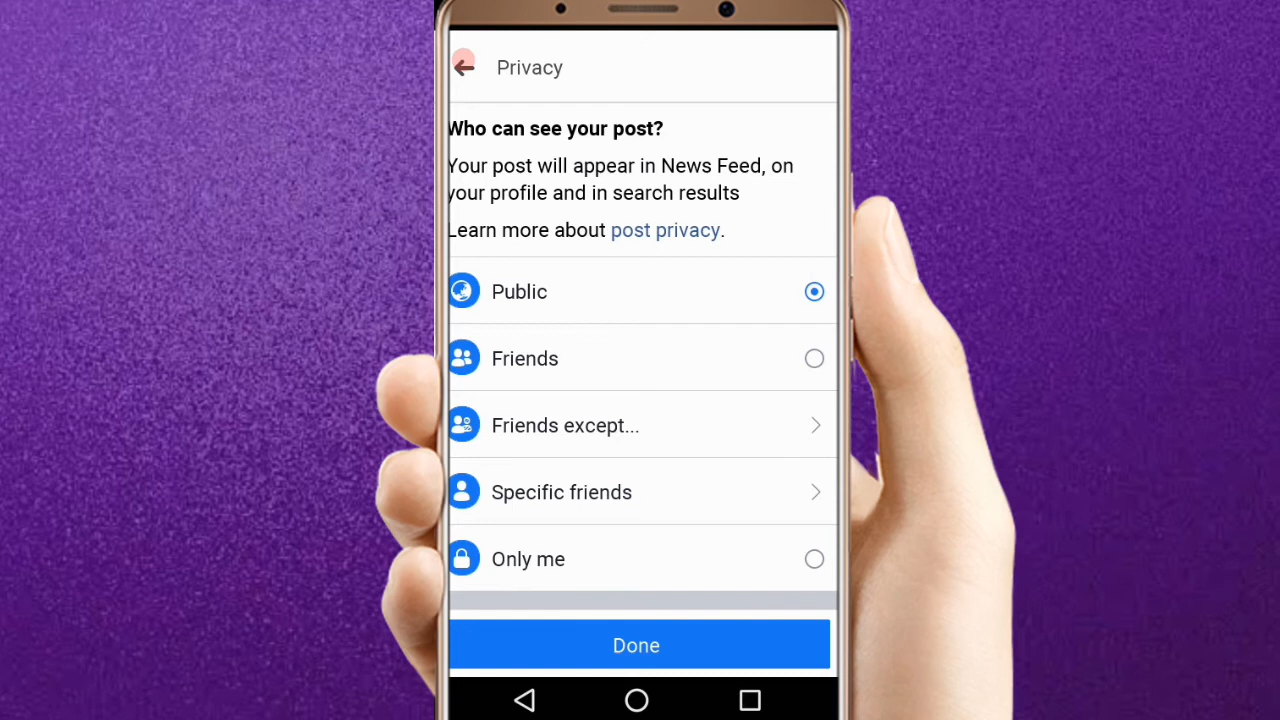 Privacy
Who can see your post?
Your post will appear in News Feed, on
your profile and in search results
Learn more about post privacy.
Public
Friends
Friends except...
Specific friends
Only me
Done